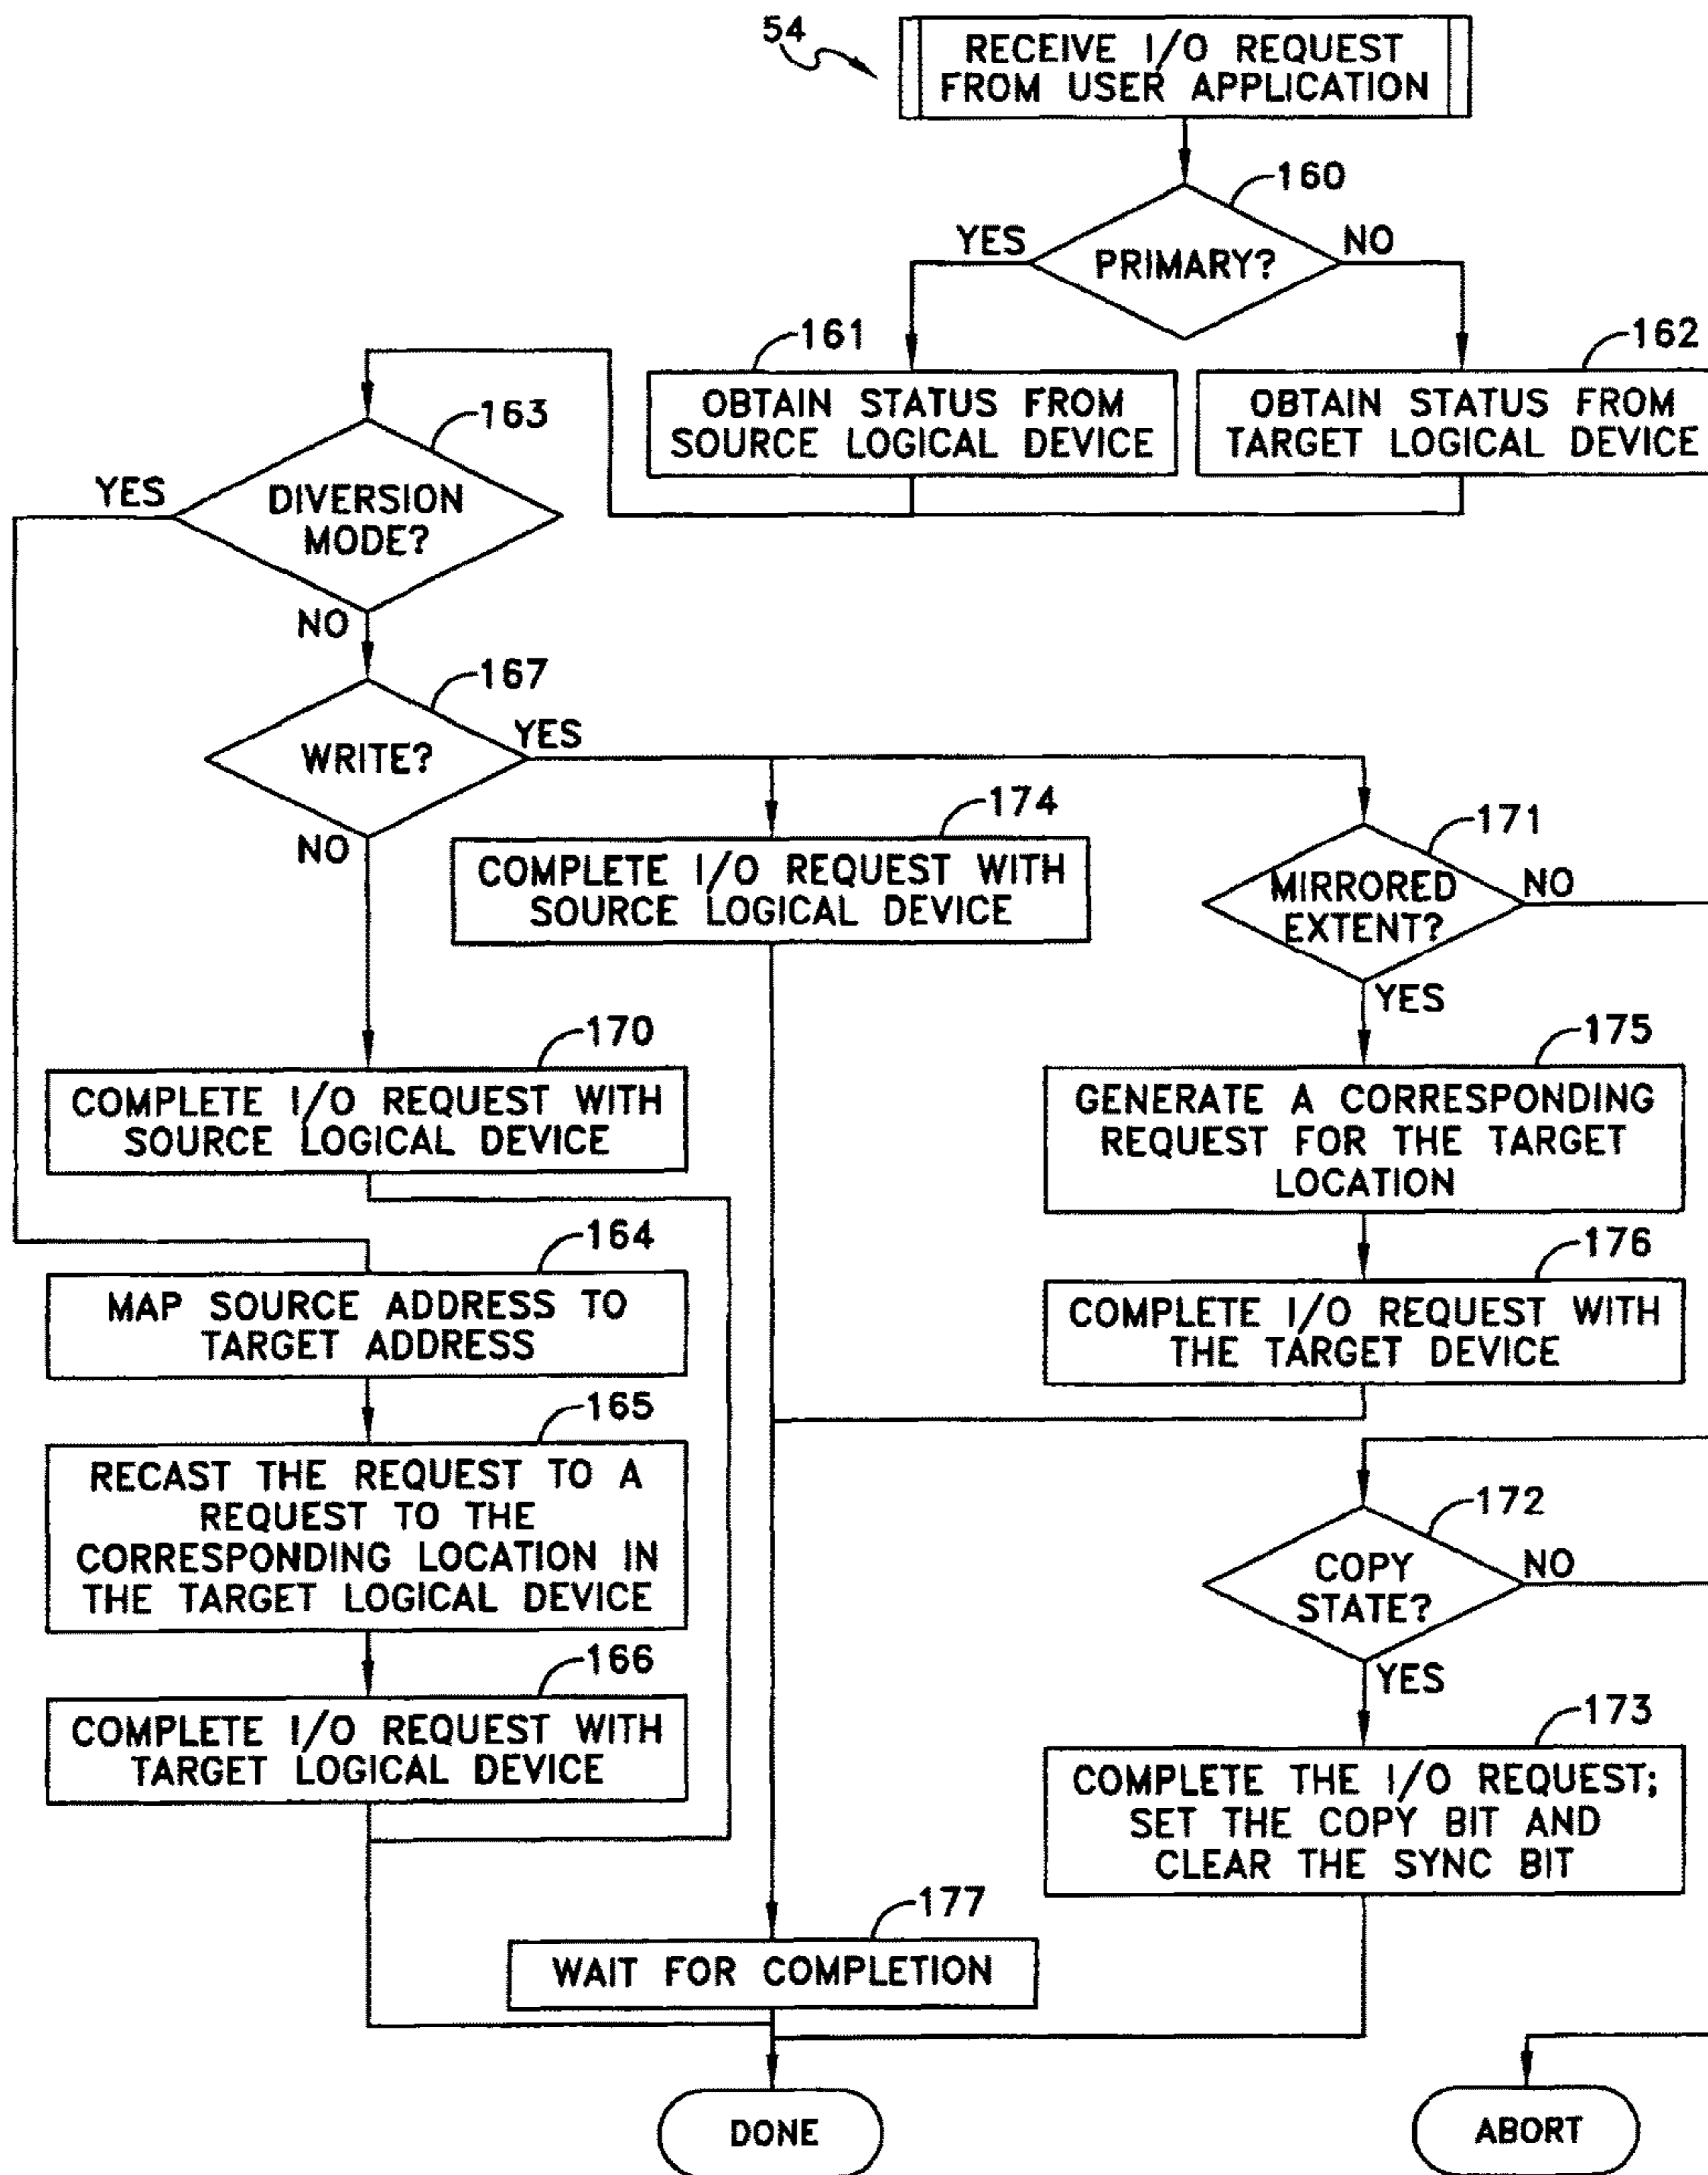 54
RECEIVE I/O REQUEST
FROM USER APPLICATION
160
YES
PRIMARY?
NO
161
OBTAIN STATUS FROM
SOURCE LOGICAL DEVICE
162
OBTAIN STATUS FROM
TARGET LOGICAL DEVICE
163
YES
DIVERSION
MODE?
NO
167
WRITE?
YES
NO
174
COMPLETE I/O REQUEST WITH
SOURCE LOGICAL DEVICE
171
MIRRORED
EXTENT?
NO
YES
170
COMPLETE I/O REQUEST WITH
SOURCE LOGICAL DEVICE
175
GENERATE A CORRESPONDING
REQUEST FOR THE TARGET
LOCATION
164
MAP SOURCE ADDRESS TO
TARGET ADDRESS
176
COMPLETE I/O REQUEST WITH
THE TARGET DEVICE
165
RECAST THE REQUEST TO A
REQUEST TO THE
CORRESPONDING LOCATION IN
THE TARGET LOGICAL DEVICE
172
COPY
STATE?
NO
YES
166
COMPLETE I/O REQUEST WITH
TARGET LOGICAL DEVICE
173
COMPLETE THE I/O REQUEST;
SET THE COPY BIT AND
CLEAR THE SYNC BIT
177
WAIT FOR COMPLETION
DONE
ABORT